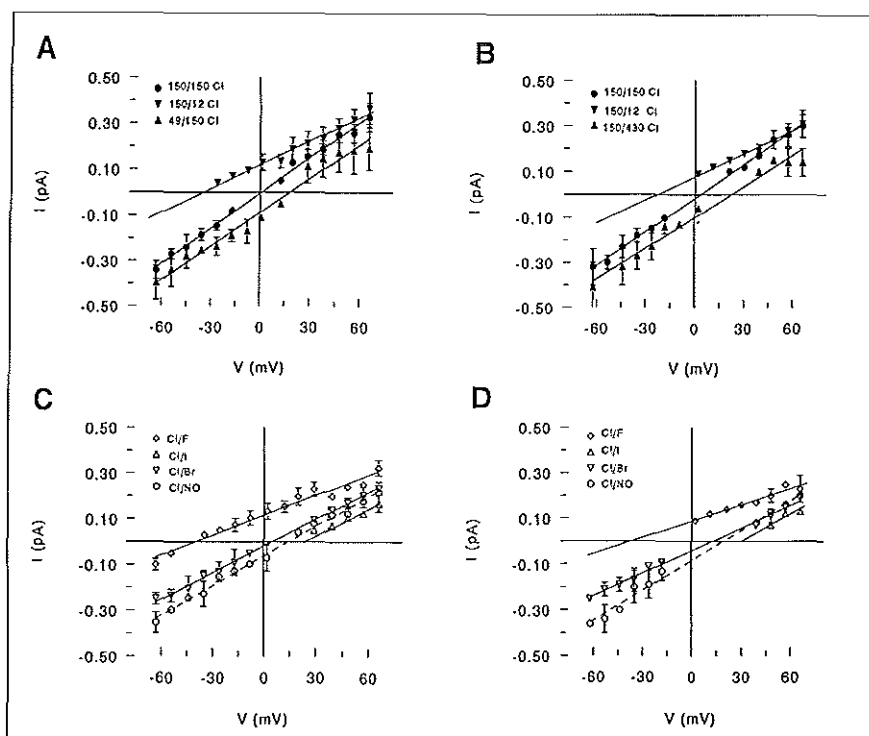 A
150/150 Cl
150/12 Cl
49/150 Cl
0.50
0.30
0.10
-0.10
-0.30
-0.50
I (pA)
-60 -30 0 30 60
V (mV)
B
150/150 Cl
150/12 Cl
150/430 Cl
0.50
0.30
0.10
-0.10
-0.30
-0.50
I (pA)
-60 -30 0 30 60
V (mV)
C
Cl/F
Cl/I
Cl/Br
Cl/NO
0.50
0.30
0.10
-0.10
-0.30
-0.50
I (pA)
-60 -30 0 30 60
V (mV)
D
Cl/F
Cl/I
Cl/Br
Cl/NO
0.50
0.30
0.10
-0.10
-0.30
-0.50
I (pA)
-60 -30 0 30 60
V (mV)